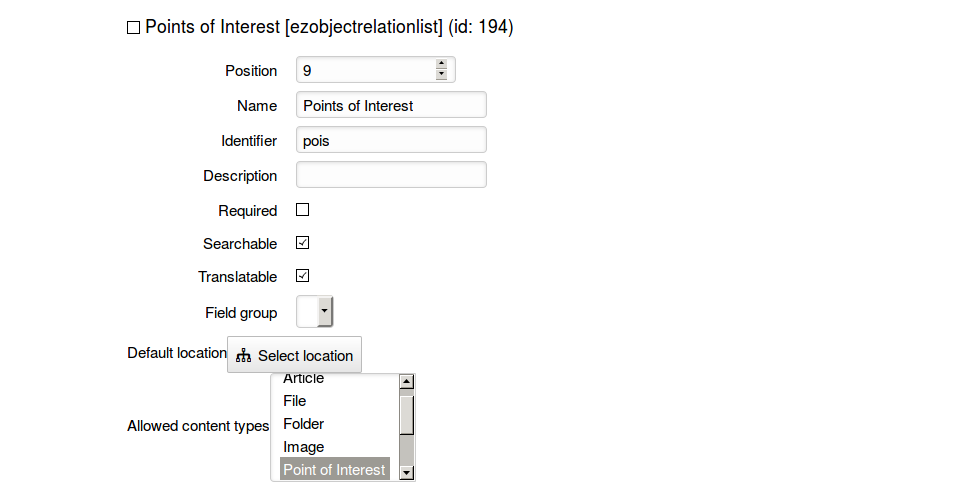 Points of Interest [ezobjectrelationlist] (id: 194)
Position 9
Name Points of Interest
Identifier pois
Description
Required
Searchable
Translatable
Field group
Default location Select location
Article
File
Folder
Allowed content types
Image
Point of Interest